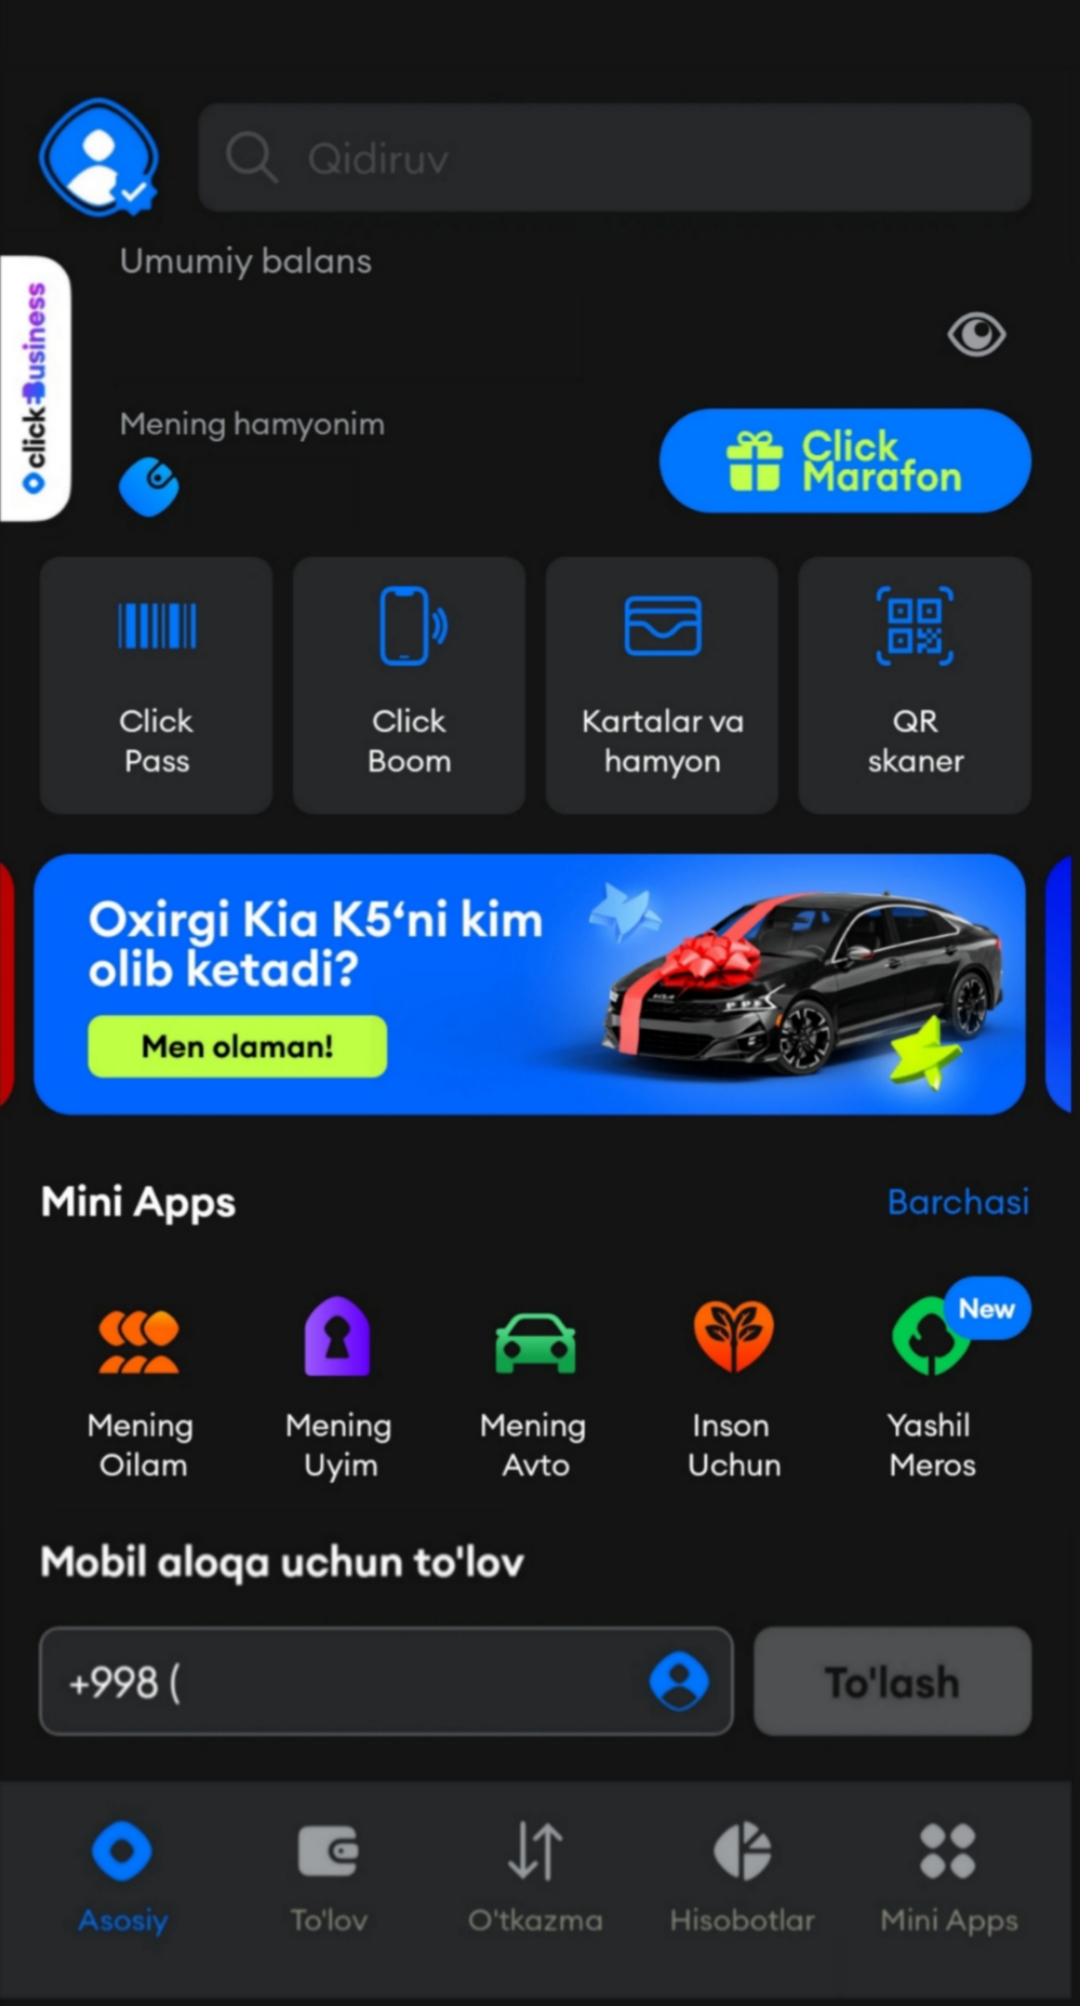 Qidiruv
Umumiy balans
click Business
Mening hamyonim
Click
Marafon
Click
Pass
Click
Boom
Kartalar va
hamyon
QR
skaner
Oxirgi Kia K5‘ni kim
olib ketadi?
Men olaman!
Mini Apps
Barchasi
New
Mening
Oilam
Mening
Uyim
Mening
Avto
Inson
Uchun
Yashil
Meros
Mobil aloqa uchun to'lov
+998 (
To'lash
Asosiy
To'lov
O'tkazma
Hisobotlar
Mini Apps